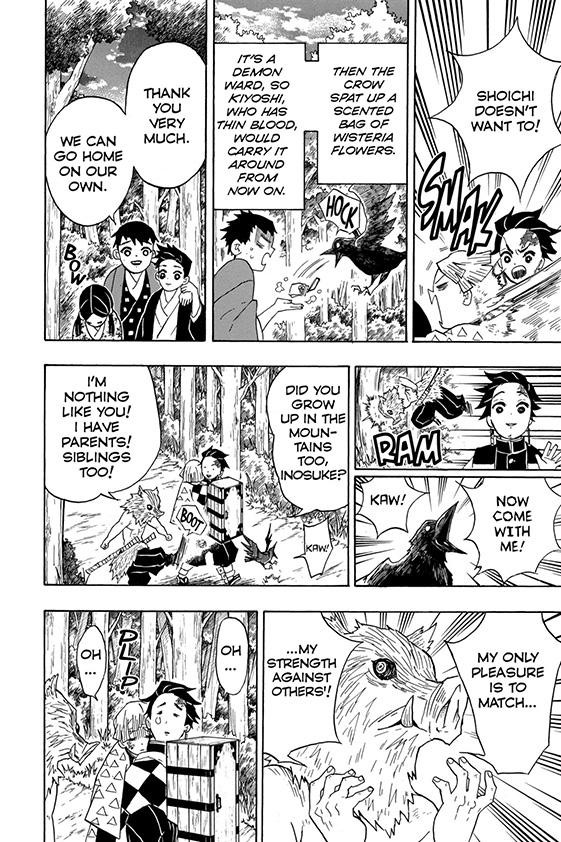 SHOICHI
DOESN'T
WANT TO!
SMAK
THEN THE
CROW
SPAT UP A
SCENTED
BAG OF
WISTERIA
FLOWERS.
HOCK
IT'S A
DEMON
WARD, SO
KIYOSHI,
WHO HAS
THIN BLOOD,
WOULD
CARRY IT
AROUND
FROM
NOW ON.
THANK
YOU
VERY
MUCH.
WE CAN
GO HOME
ON OUR
OWN.
BOW
RAM
NOW
COME
WITH
ME!
KAW!
DID YOU
GROW
UP IN THE
MOUN-
TAINS
TOO,
INOSUKE?
KAW!
BOOT
I'M
NOTHING
LIKE YOU!
I HAVE
PARENTS!
SIBLINGS
TOO!
MY ONLY
PLEASURE
IS TO
MATCH...
...MY
STRENGTH
AGAINST
OTHERS'!
OH
...
PLIP
OH
...